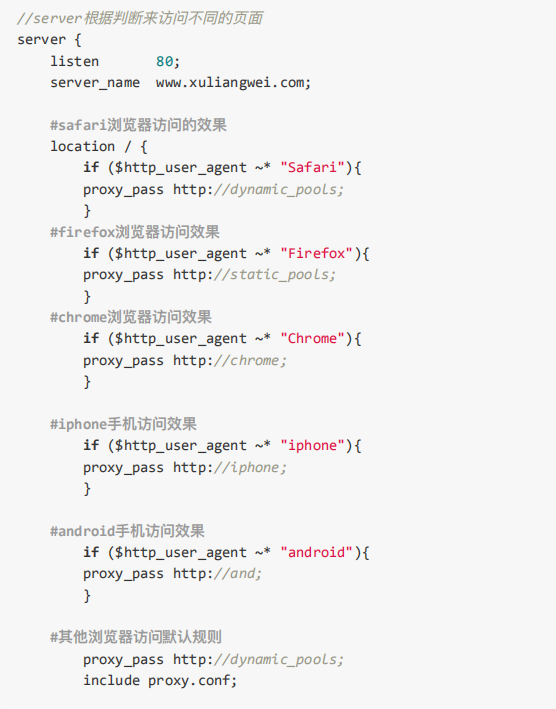 //server根据判断来访问不同的页面
server {
    listen       80;
    server_name  www.xuliangwei.com;

    #safari浏览器访问的效果
    location / {
        if ($http_user_agent ~* "Safari"){
        proxy_pass http://dynamic_pools;
        }
    #firefox浏览器访问效果
        if ($http_user_agent ~* "Firefox"){
        proxy_pass http://static_pools;
        }
    #chrome浏览器访问效果
        if ($http_user_agent ~* "Chrome"){
        proxy_pass http://chrome;
        }

    #iphone手机访问效果
        if ($http_user_agent ~* "iphone"){
        proxy_pass http://iphone;
        }

    #android手机访问效果
        if ($http_user_agent ~* "android"){
        proxy_pass http://and;
        }

    #其他浏览器访问默认规则
        proxy_pass http://dynamic_pools;
        include proxy.conf;